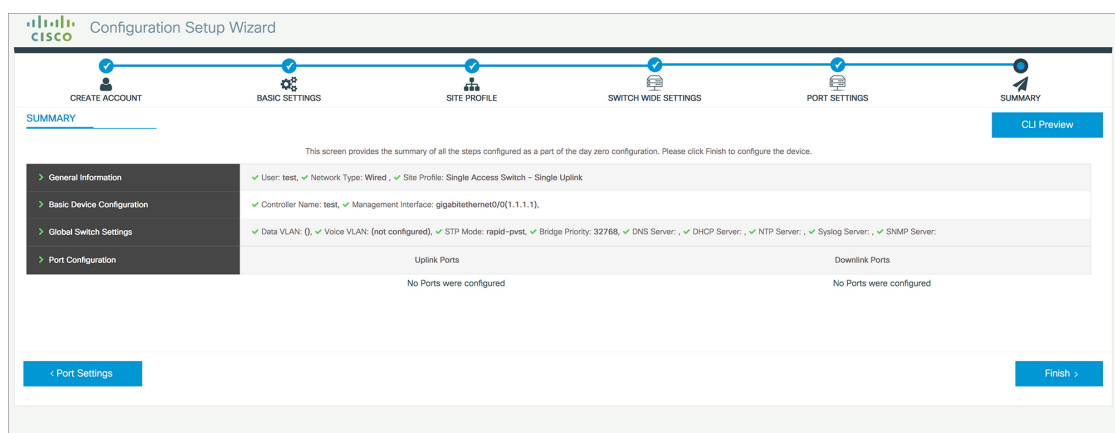 CISCO
Configuration Setup Wizard
CREATE ACCOUNT
BASIC SETTINGS
SITE PROFILE
SWITCH WIDE SETTINGS
PORT SETTINGS
SUMMARY
SUMMARY
CLI Preview
This screen provides the summary of all the steps configured as a part of the day zero configuration. Please click Finish to configure the device.
> General Information
User: test, Network Type: Wired , Site Profile: Single Access Switch - Single Uplink
> Basic Device Configuration
Controller Name: test, Management Interface: gigabitethernet0/0(1.1.1.1),
> Global Switch Settings
Data VLAN: (), Voice VLAN: (not configured), STP Mode: rapid-pvst, Bridge Priority: 32768, DNS Server: , DHCP Server: , NTP Server: , Syslog Server: , SNMP Server:
> Port Configuration
Uplink Ports
Downlink Ports
No Ports were configured
No Ports were configured
< Port Settings
Finish >